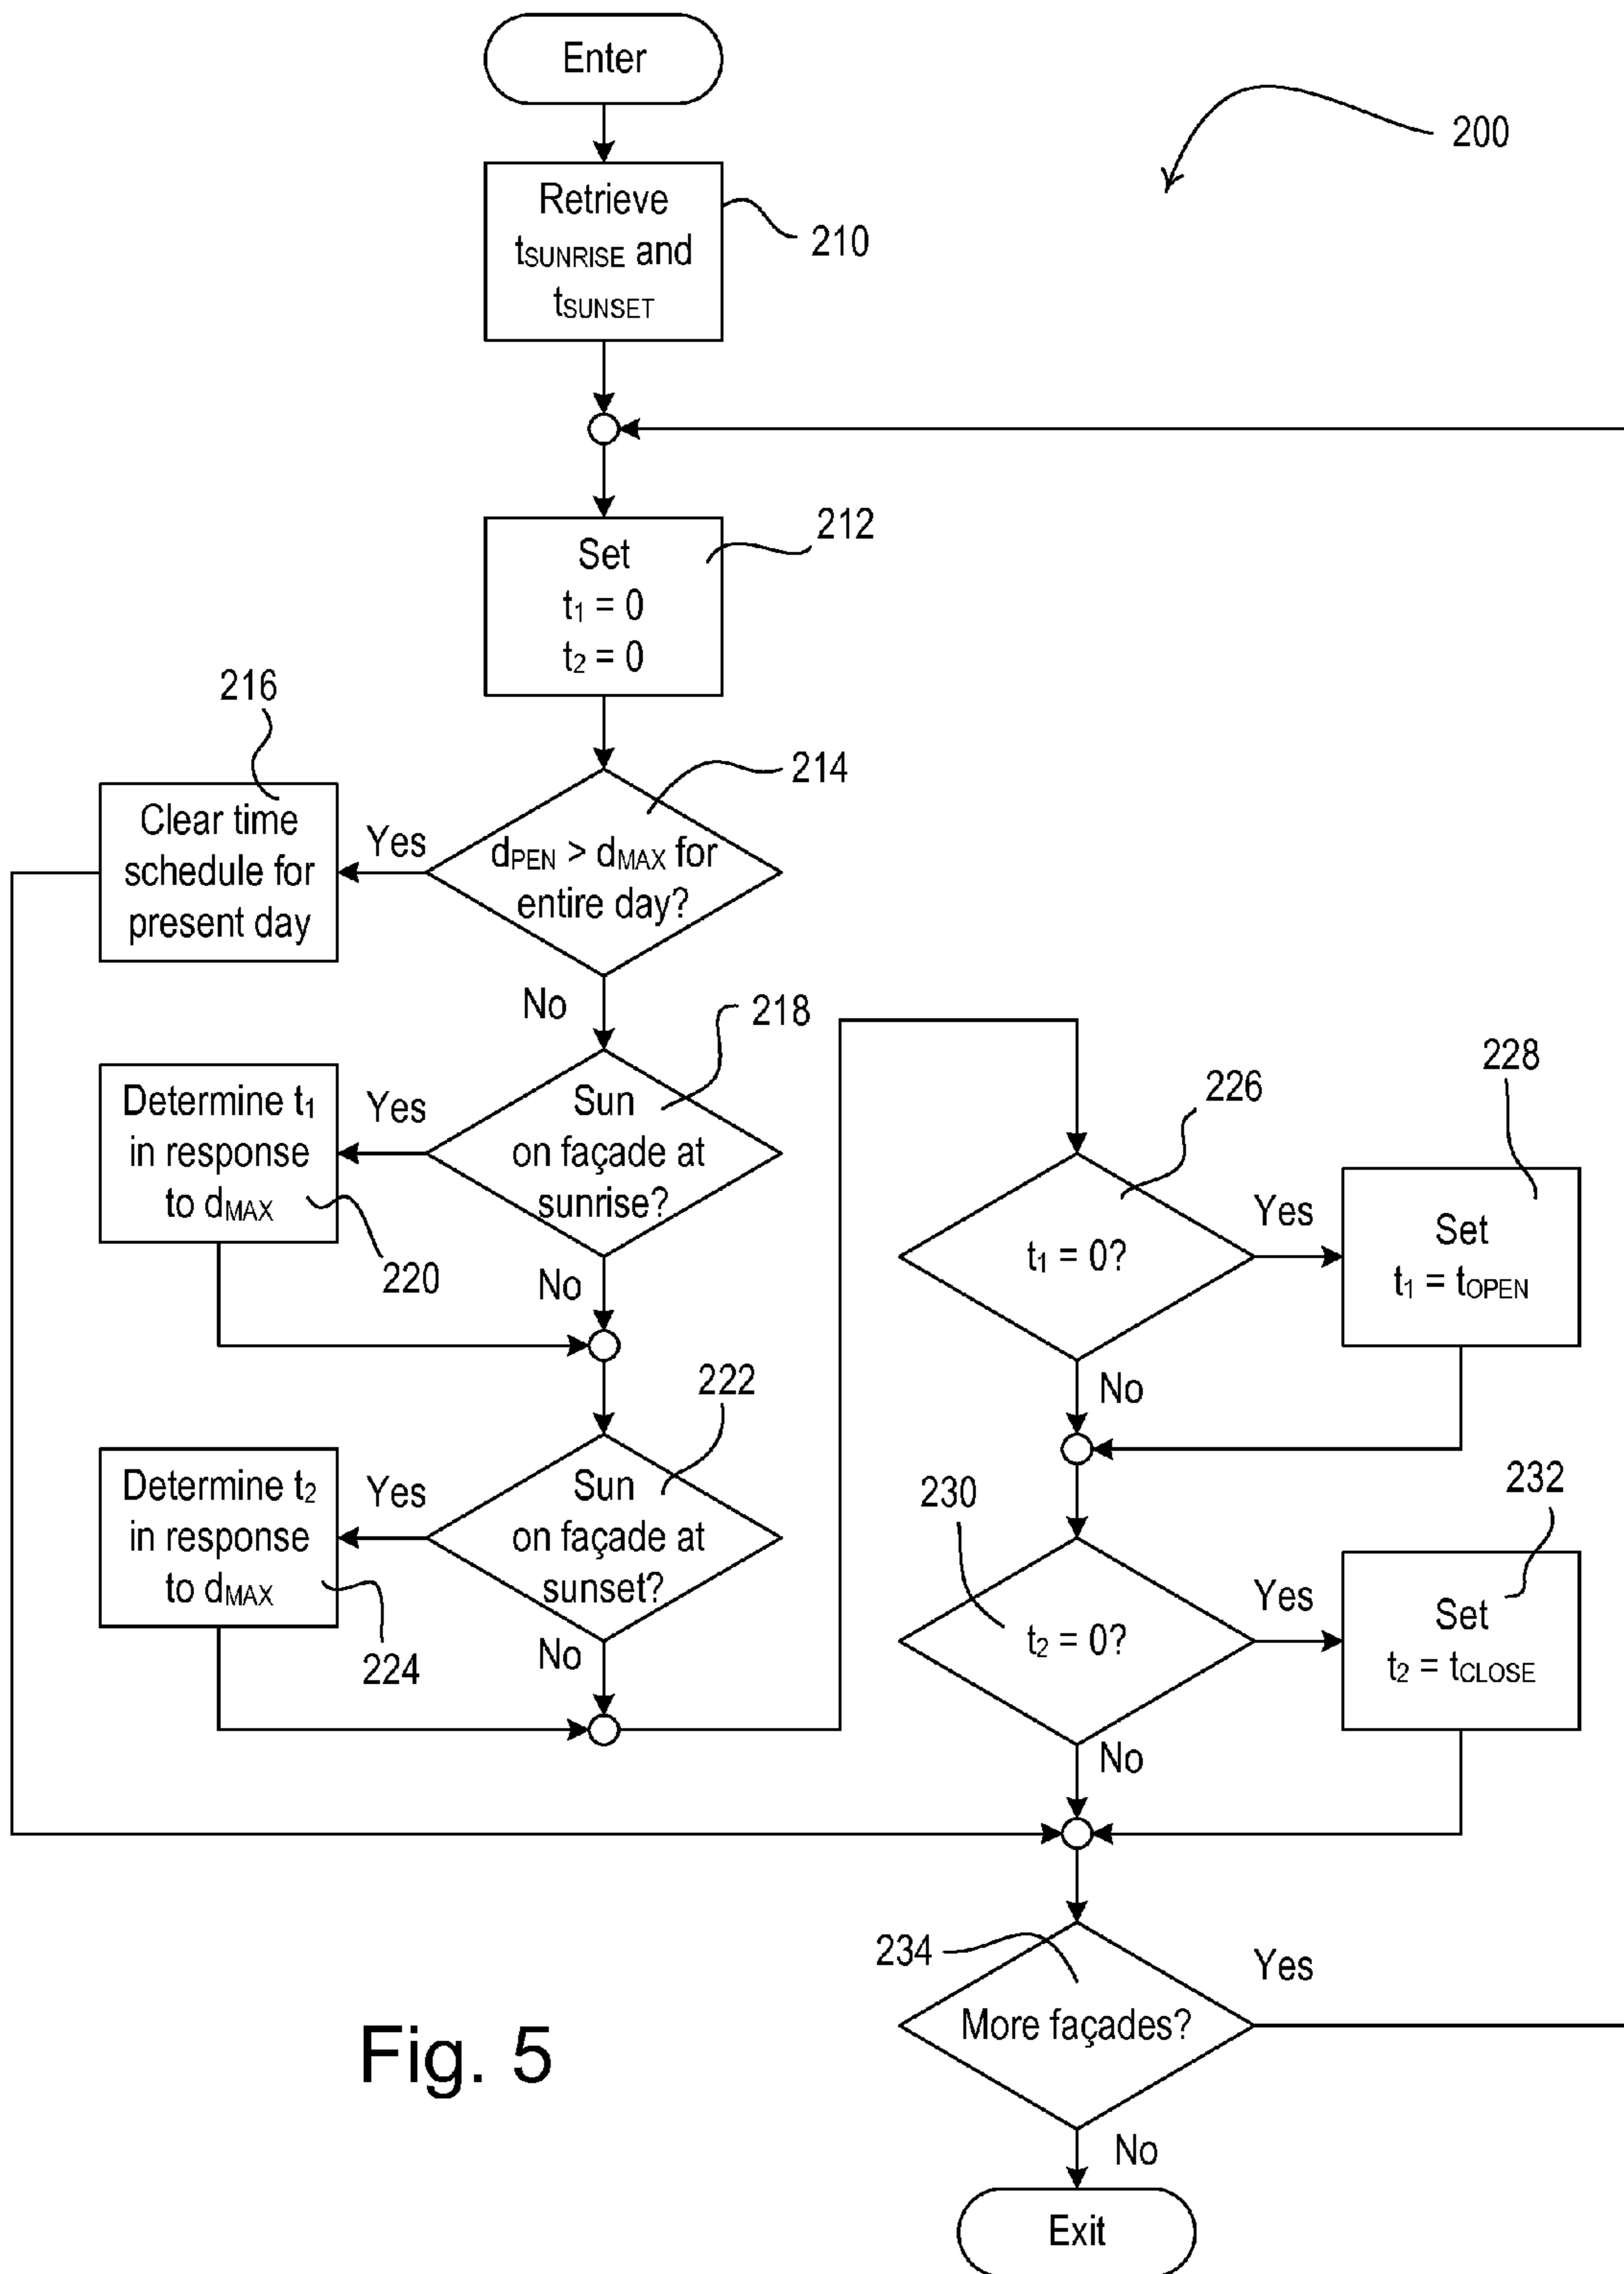 Enter
200
Retrieve
tSUNRISE and
tSUNSET
210
Set
t1 = 0
t2 = 0
212
216
Clear time
schedule for
present day
Yes
dPEN > dMAX for
entire day?
214
No
218
Determine t1
in response
to dMAX
Yes
Sun
on façade at
sunrise?
220
No
222
Determine t2
in response
to dMAX
Yes
Sun
on façade at
sunset?
224
No
226
t1 = 0?
Yes
228
Set
t1 = tOPEN
No
230
t2 = 0?
Yes
232
Set
t2 = tCLOSE
No
234
More façades?
Yes
No
Exit
Fig. 5